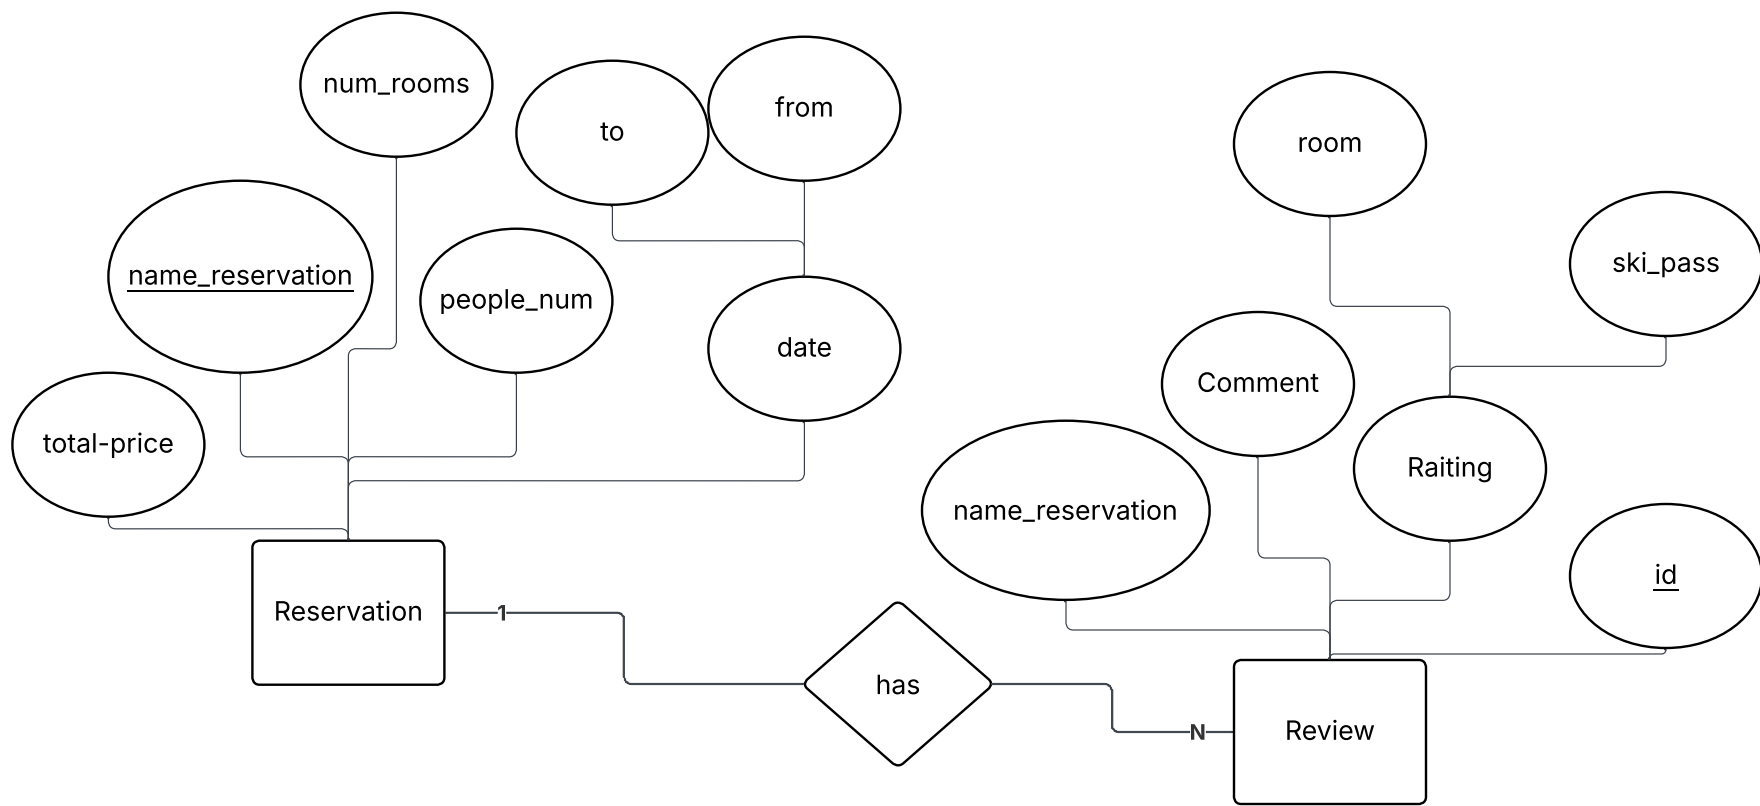 num_rooms
to
from
room
name_reservation
people_num
date
ski_pass
Comment
total-price
Raiting
name_reservation
id
Reservation
1
has
N
Review